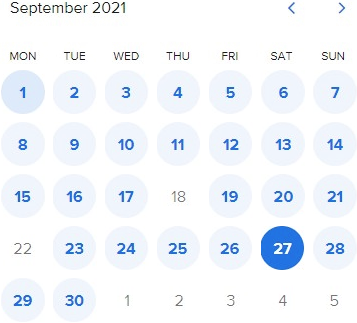 September 2021
MON TUE WED THU FRI SAT SUN
1 2 3 4 5 6 7
8 9 10 11 12 13 14
15 16 17 18 19 20 21
22 23 24 25 26 27 28
29 30 1 2 3 4 5